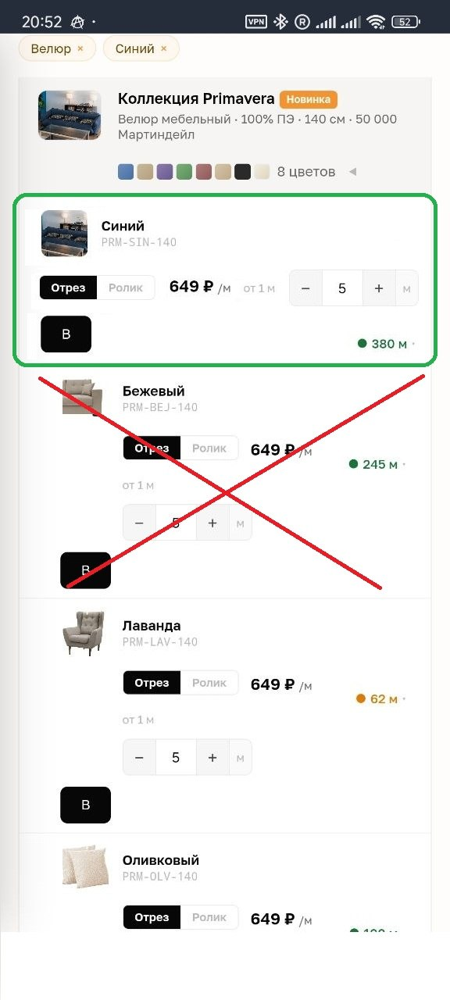 20:52 VPN R 52
Велюр × Синий ×
Коллекция Primavera Новинка
Велюр мебельный · 100% ПЭ · 140 см · 50 000
Мартиндейл
8 цветов
Синий
PRM-SIN-140
Отрез Ролик 649 ₽ /м от 1 м − 5 + м
В
380 м
Бежевый
PRM-BEJ-140
Отрез Ролик 649 ₽ /м
245 м
от 1 м
− 5 + м
В
Лаванда
PRM-LAV-140
Отрез Ролик 649 ₽ /м
62 м
от 1 м
− 5 + м
В
Оливковый
PRM-OLV-140
Отрез Ролик 649 ₽ /м